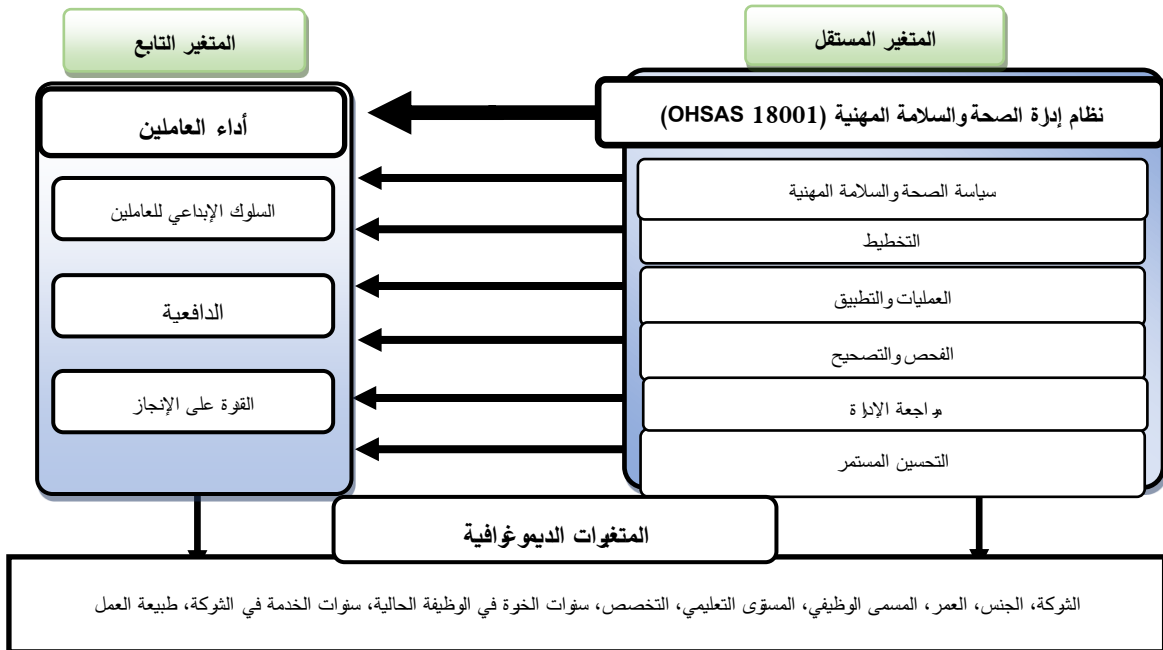 المتغير المستقل
المتغير التابع
نظام إدارة الصحة والسلامة المهنية (OHSAS 18001)
أداء العاملين
سياسة الصحة والسلامة المهنية
التخطيط
العمليات والتطبيق
الفحص والتصحيح
مراجعة الإدارة
التحسين المستمر
السلوك الإبداعي للعاملين
الدافعية
القدرة على الإنجاز
المتغيرات الديموغرافية
الشركة، الجنس، العمر، المسمى الوظيفي، المستوى التعليمي، التخصص، سنوات الخبرة في الوظيفة الحالية، سنوات الخدمة في الشركة، طبيعة العمل